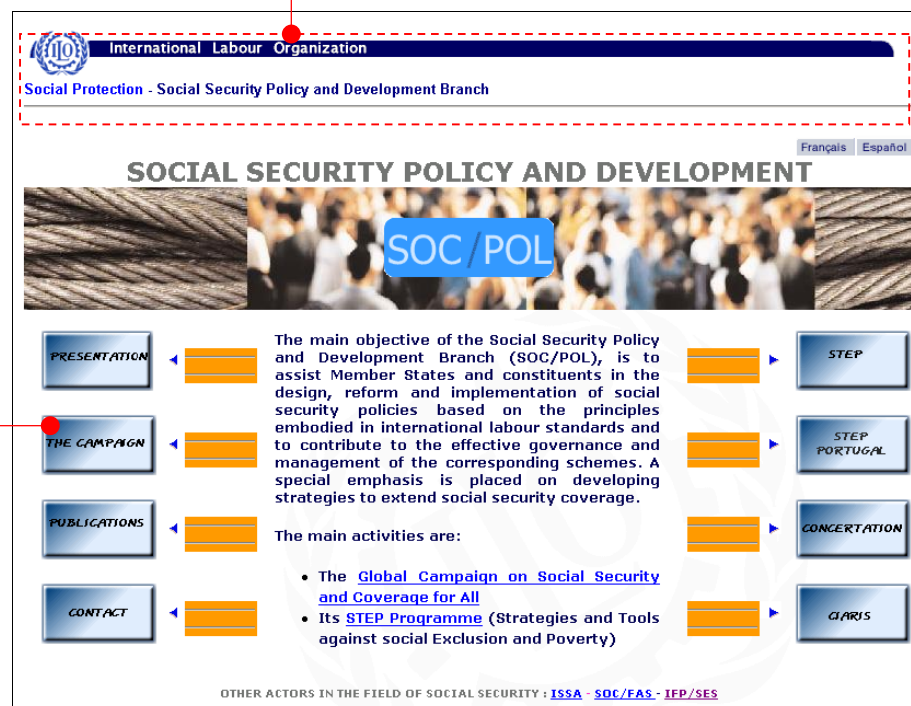 ILO
International Labour Organization
Social Protection - Social Security Policy and Development Branch
Français Español
SOCIAL SECURITY POLICY AND DEVELOPMENT
SOC/POL
PRESENTATION
THE CAMPAIGN
PUBLICATIONS
CONTACT
The main objective of the Social Security Policy
and Development Branch (SOC/POL), is to
assist Member States and constituents in the
design, reform and implementation of social
security policies based on the principles
embodied in international labour standards and
to contribute to the effective governance and
management of the corresponding schemes. A
special emphasis is placed on developing
strategies to extend social security coverage.
The main activities are:
• The Global Campaign on Social Security
and Coverage for All
• Its STEP Programme (Strategies and Tools
against social Exclusion and Poverty)
STEP
STEP
PORTUGAL
CONCERTATION
CIARIS
OTHER ACTORS IN THE FIELD OF SOCIAL SECURITY : ISSA - SOC/FAS - IFP/SES